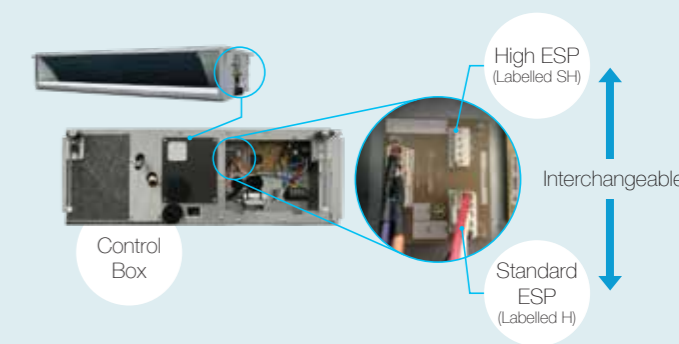 High ESP
(Labelled SH)
Interchangeable
Control
Box
Standard
ESP
(Labelled H)